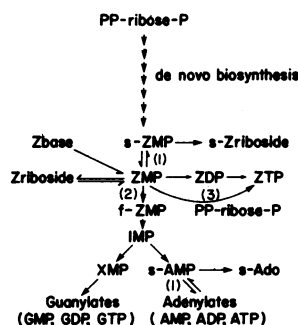 PP-ribose-P
de novo biosynthesis
Zbase s-ZMP → s-Zriboside
(1)
Zriboside ZMP → ZDP → ZTP
(2) (3)
f-ZMP PP-ribose-P
IMP
XMP s-AMP → s-Ado
(1)
Guanylates Adenylates
(GMP, GDP, GTP) (AMP, ADP, ATP)